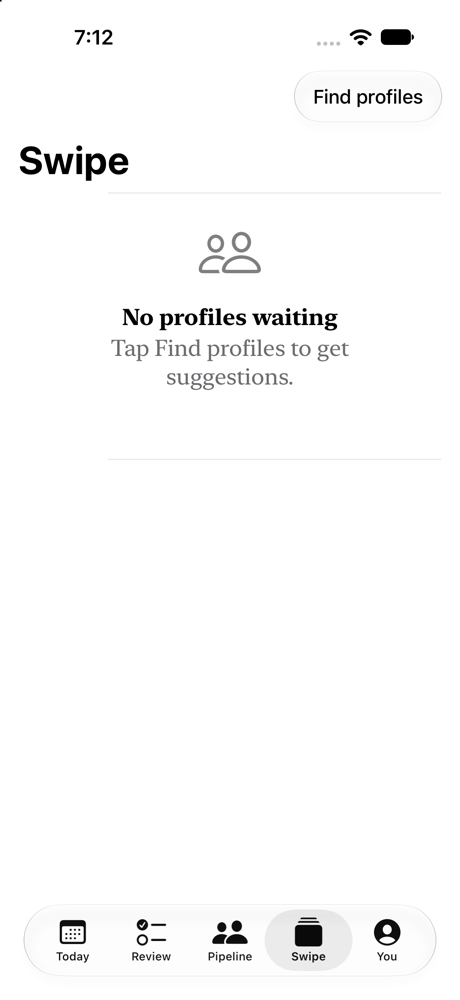 7:12
Find profiles
Swipe
No profiles waiting
Tap Find profiles to get
suggestions.
Today
Review
Pipeline
Swipe
You